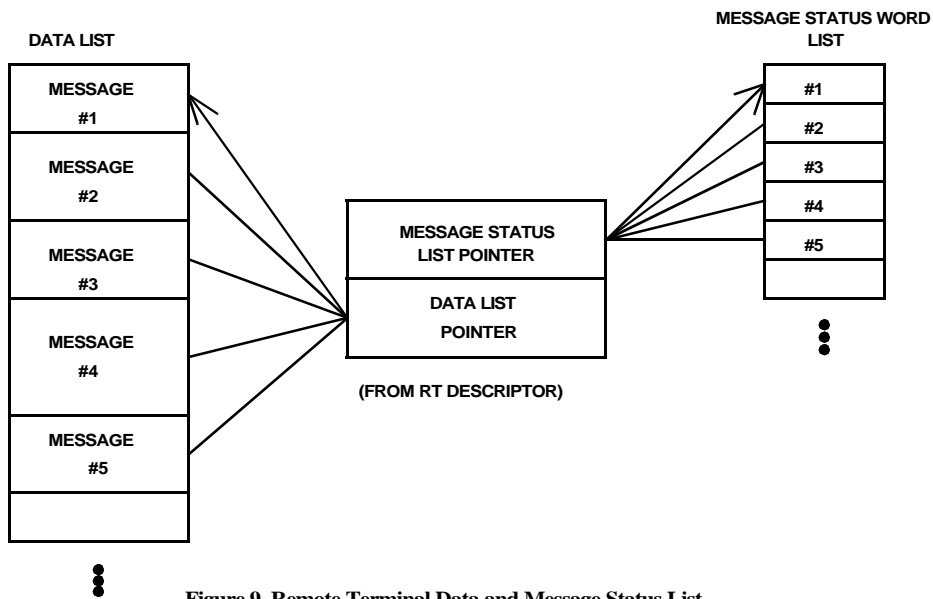 DATA LIST
MESSAGE
#1
MESSAGE
#2
MESSAGE
#3
MESSAGE
#4
MESSAGE
#5
MESSAGE STATUS
LIST POINTER
DATA LIST
POINTER
(FROM RT DESCRIPTOR)
MESSAGE STATUS WORD
LIST
#1
#2
#3
#4
#5
Figure 9. Remote Terminal Data and Message Status List